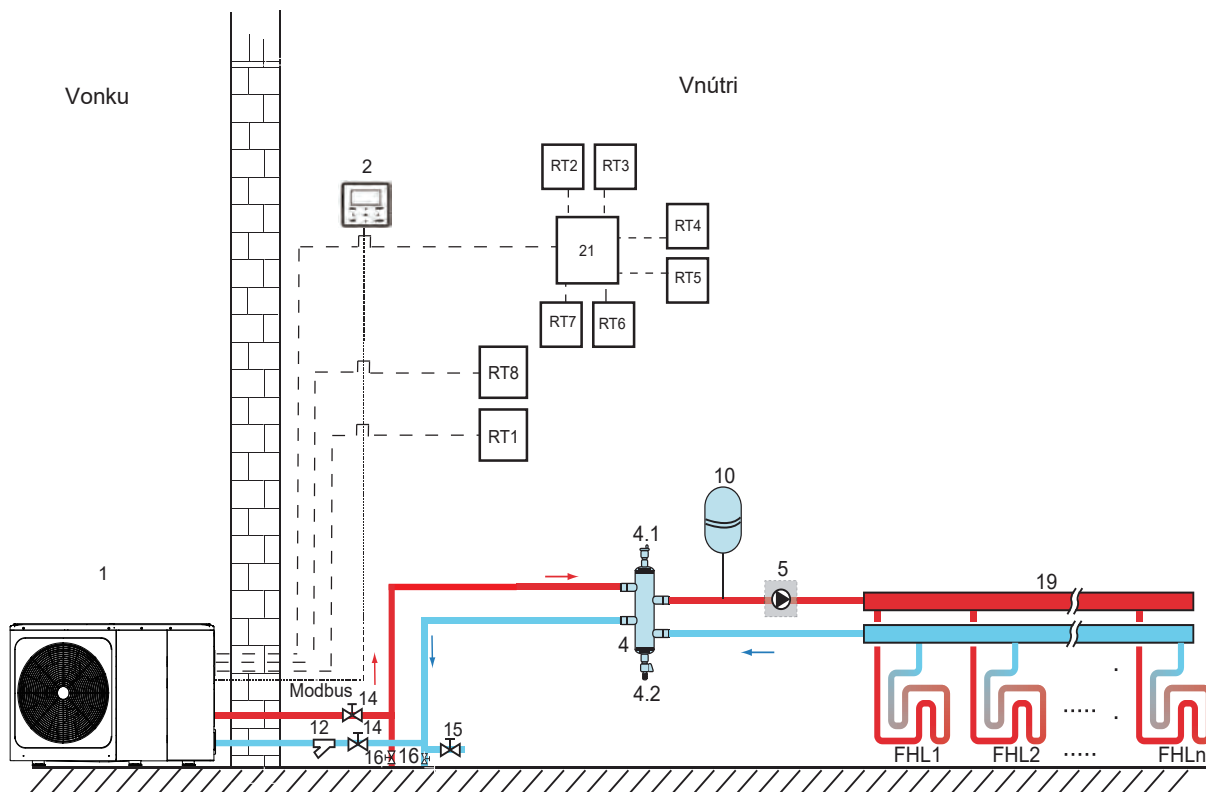 Vonku
Vnútri
2
RT2
RT3
RT4
21
RT5
RT7
RT6
RT8
RT1
10
4.1
1
5
19
4
4.2
Modbus
14
12
14
15
16
16
FHL1
FHL2
.....
.....
.
.
FHLn